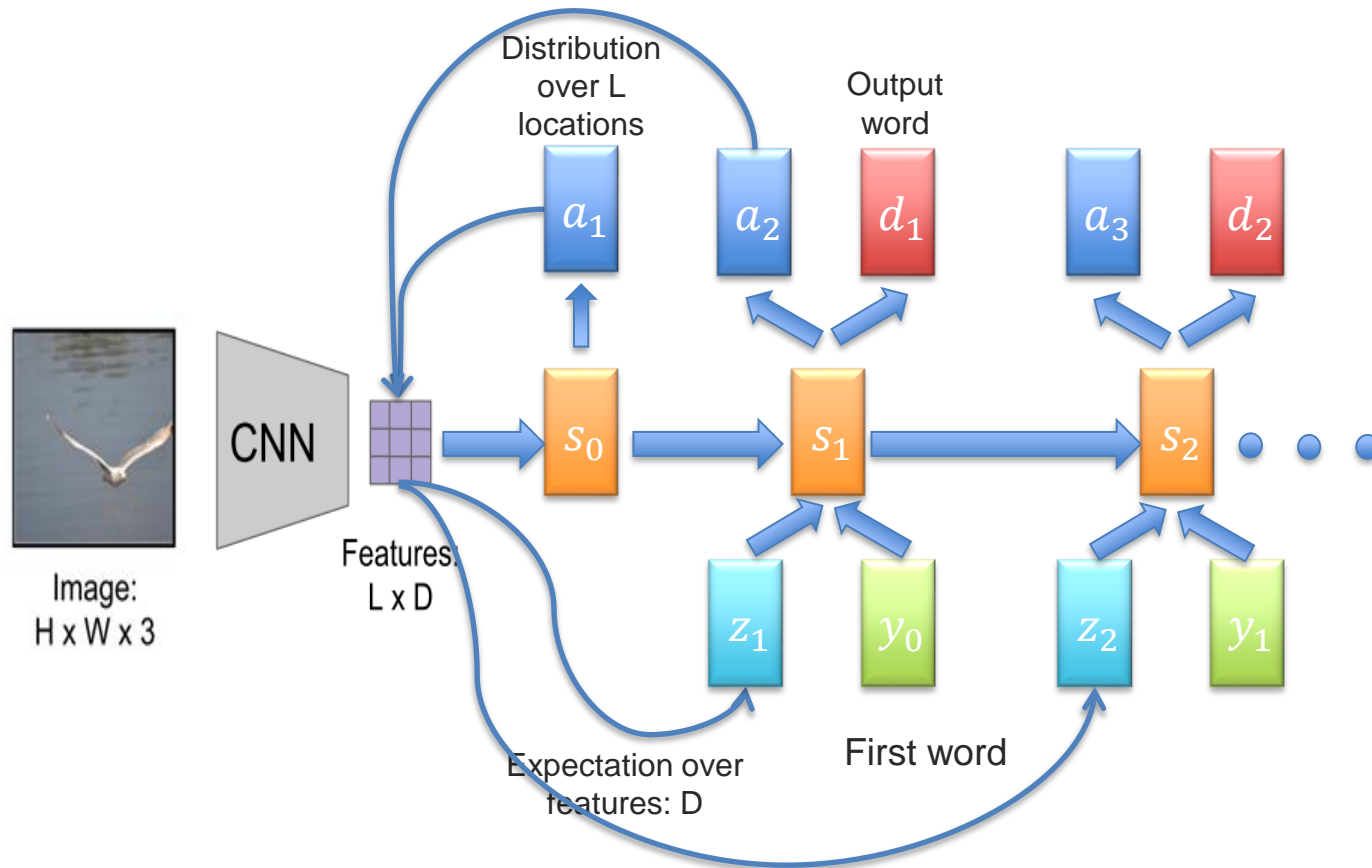 Distribution
over L
locations
Output
word
a₁
a₂
d₁
a₃
d₂
CNN
s₀
s₁
s₂
Features:
L x D
Image:
H x W x 3
z₁
y₀
z₂
y₁
First word
Expectation over
features: D